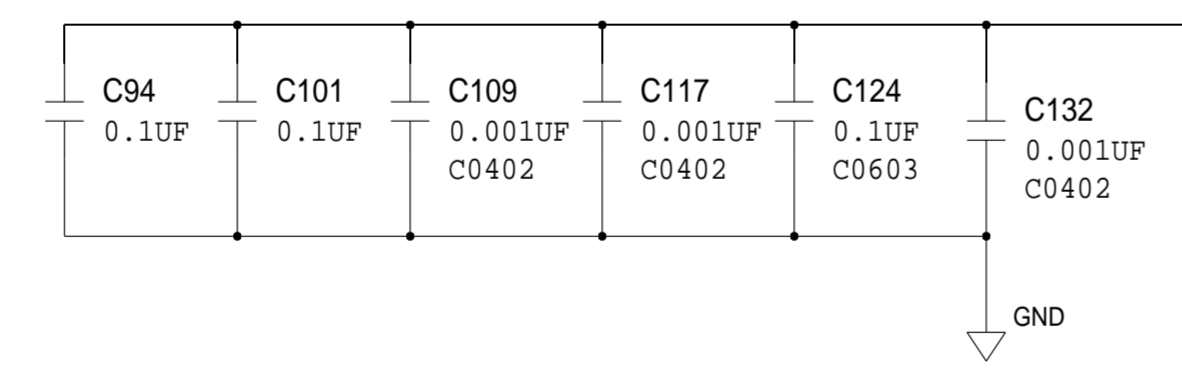 C94
0.1UF
C101
0.1UF
C109
0.001UF
C0402
C117
0.001UF
C0402
C124
0.1UF
C0603
C132
0.001UF
C0402
GND